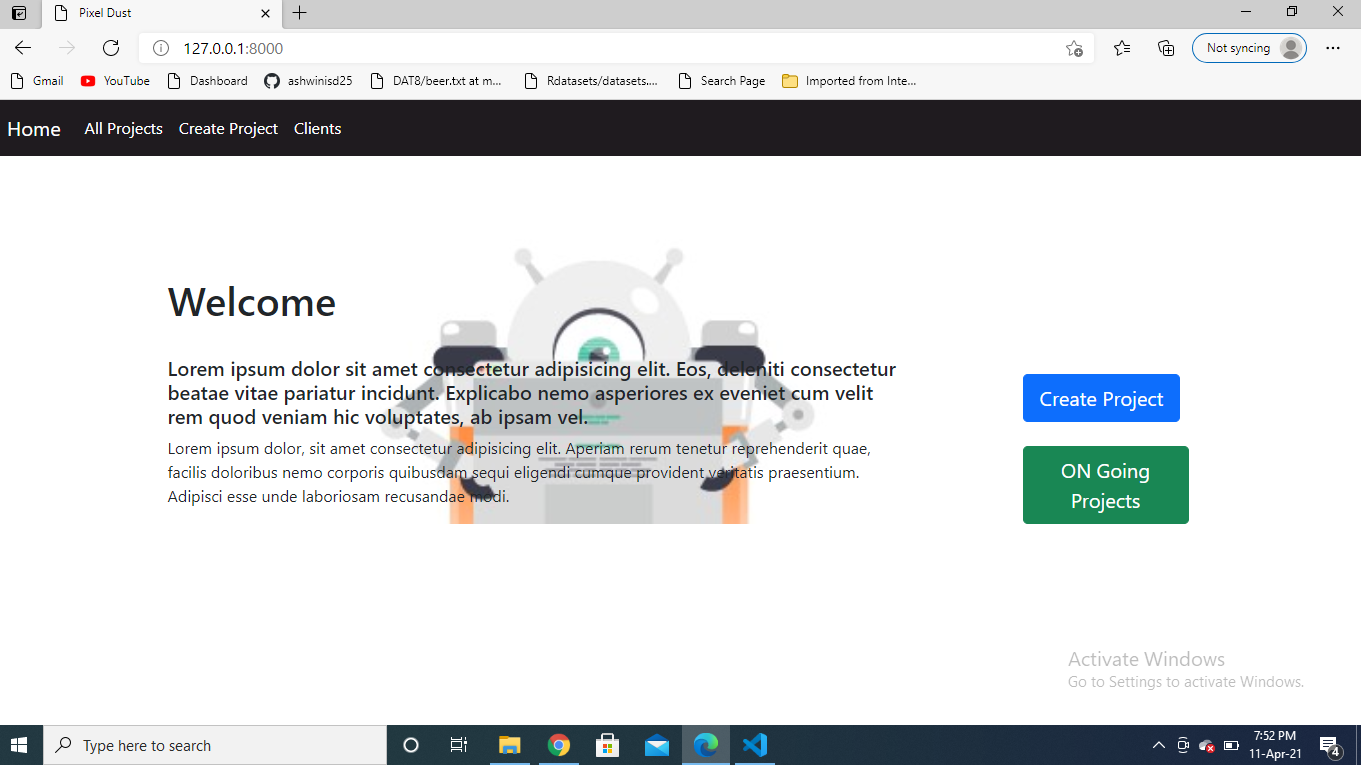 Pixel Dust
127.0.0.1:8000
Not syncing
Gmail YouTube Dashboard ashwinisd25 DAT8/beer.txt at m... Rdatasets/datasets.... Search Page Imported from Inte...
Home All Projects Create Project Clients
Welcome
Lorem ipsum dolor sit amet consectetur adipisicing elit. Eos, deleniti consectetur
beatae vitae pariatur incidunt. Explicabo nemo asperiores ex eveniet cum velit
rem quod veniam hic voluptates, ab ipsam vel.
Lorem ipsum dolor, sit amet consectetur adipisicing elit. Aperiam rerum tenetur reprehenderit quae,
facilis doloribus nemo corporis quibusdam sequi eligendi cumque provident veritatis praesentium.
Adipisci esse unde laboriosam recusandae modi.
Create Project
ON Going
Projects
Activate Windows
Go to Settings to activate Windows.
Type here to search
7:52 PM
11-Apr-21
4